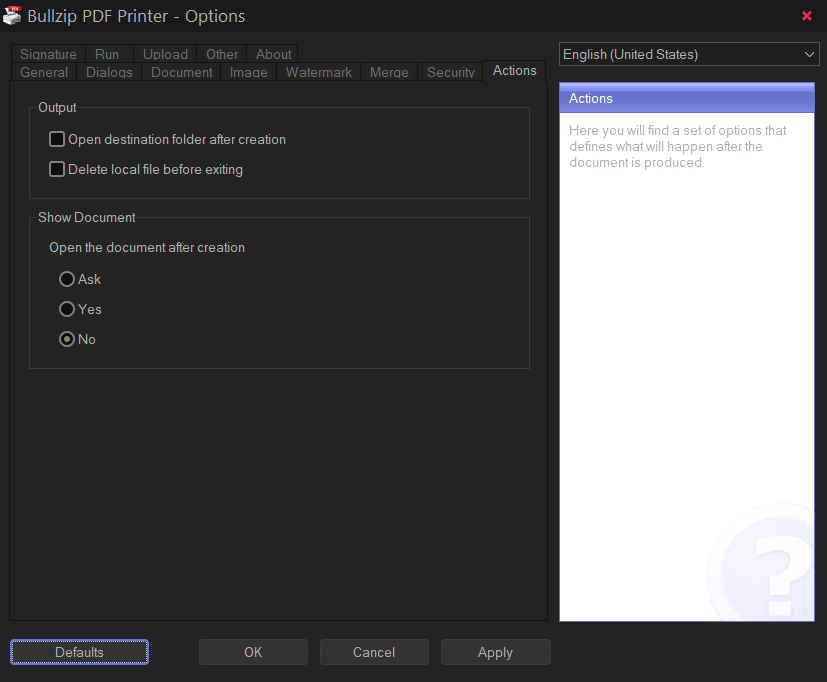 Bullzip PDF Printer - Options
Signature Run Upload Other About
General Dialogs Document Image Watermark Merge Security Actions
English (United States)
Output
Open destination folder after creation
Delete local file before exiting
Show Document
Open the document after creation
Ask
Yes
No
Actions
Here you will find a set of options that
defines what will happen after the
document is produced.
?
Defaults OK Cancel Apply